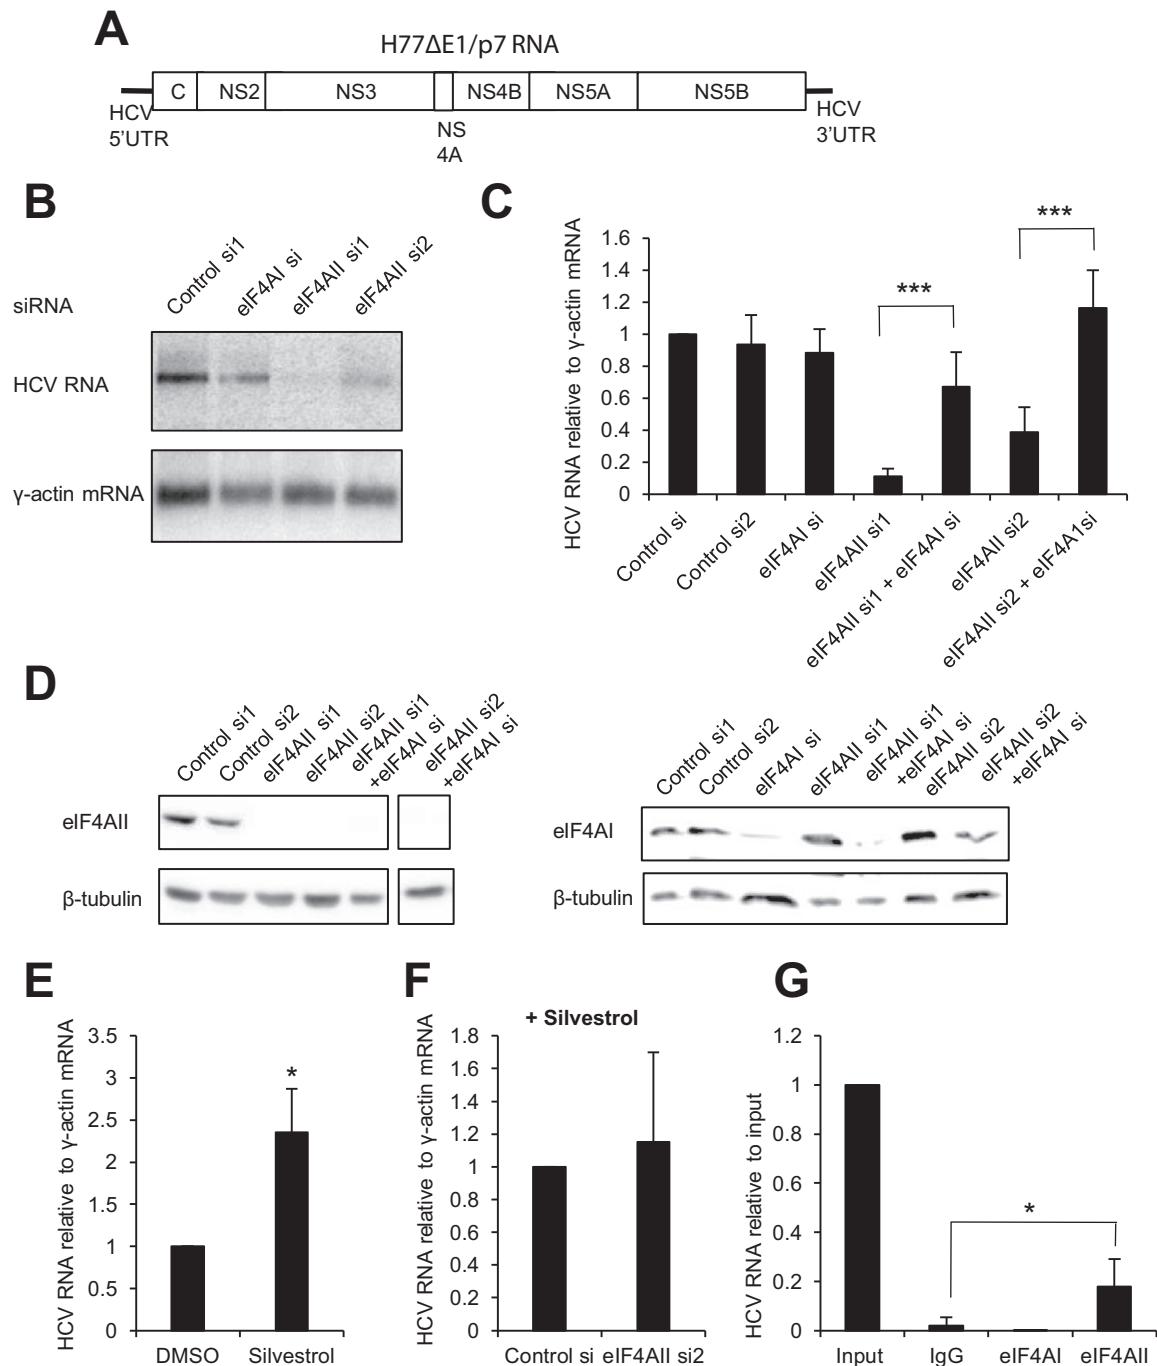 A
H77ΔE1/p7 RNA
C NS2 NS3 NS4B NS5A NS5B
HCV
5'UTR
NS
4A
HCV
3'UTR
B
siRNA
Control si1
eIF4AI si
eIF4AII si1
eIF4AII si2
HCV RNA
γ-actin mRNA
C
HCV RNA relative to γ-actin mRNA
1.6
1.4
1.2
1
0.8
0.6
0.4
0.2
0
***
***
Control si
Control si2
eIF4AI si
eIF4AII si1
eIF4AII si1 + eIF4AI si
eIF4AII si2
eIF4AII si2 + eIF4A1si
D
Control si1
Control si2
eIF4AII si1
eIF4AII si2
eIF4AII si1
+eIF4AI si
eIF4AII si2
+eIF4AI si
eIF4AII
β-tubulin
Control si1
Control si2
eIF4AI si
eIF4AII si1
eIF4AII si1
+eIF4AI si
eIF4AII si2
eIF4AII si2
+eIF4AI si
eIF4AI
β-tubulin
E
HCV RNA relative to γ-actin mRNA
3.5
3
2.5
2
1.5
1
0.5
0
*
DMSO Silvestrol
F
+ Silvestrol
HCV RNA relative to γ-actin mRNA
1.8
1.6
1.4
1.2
1
0.8
0.6
0.4
0.2
0
Control si eIF4AII si2
G
HCV RNA relative to input
1.2
1
0.8
0.6
0.4
0.2
0
*
Input IgG eIF4AI eIF4AII